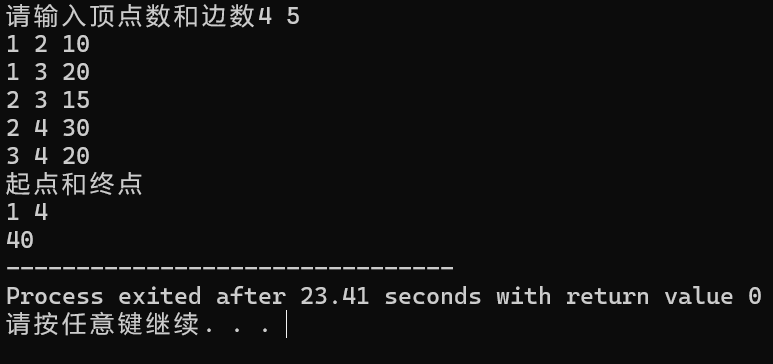 请输入顶点数和边数4 5
1 2 10
1 3 20
2 3 15
2 4 30
3 4 20
起点和终点
1 4
40
--------------------------------
Process exited after 23.41 seconds with return value 0
请按任意键继续. . .